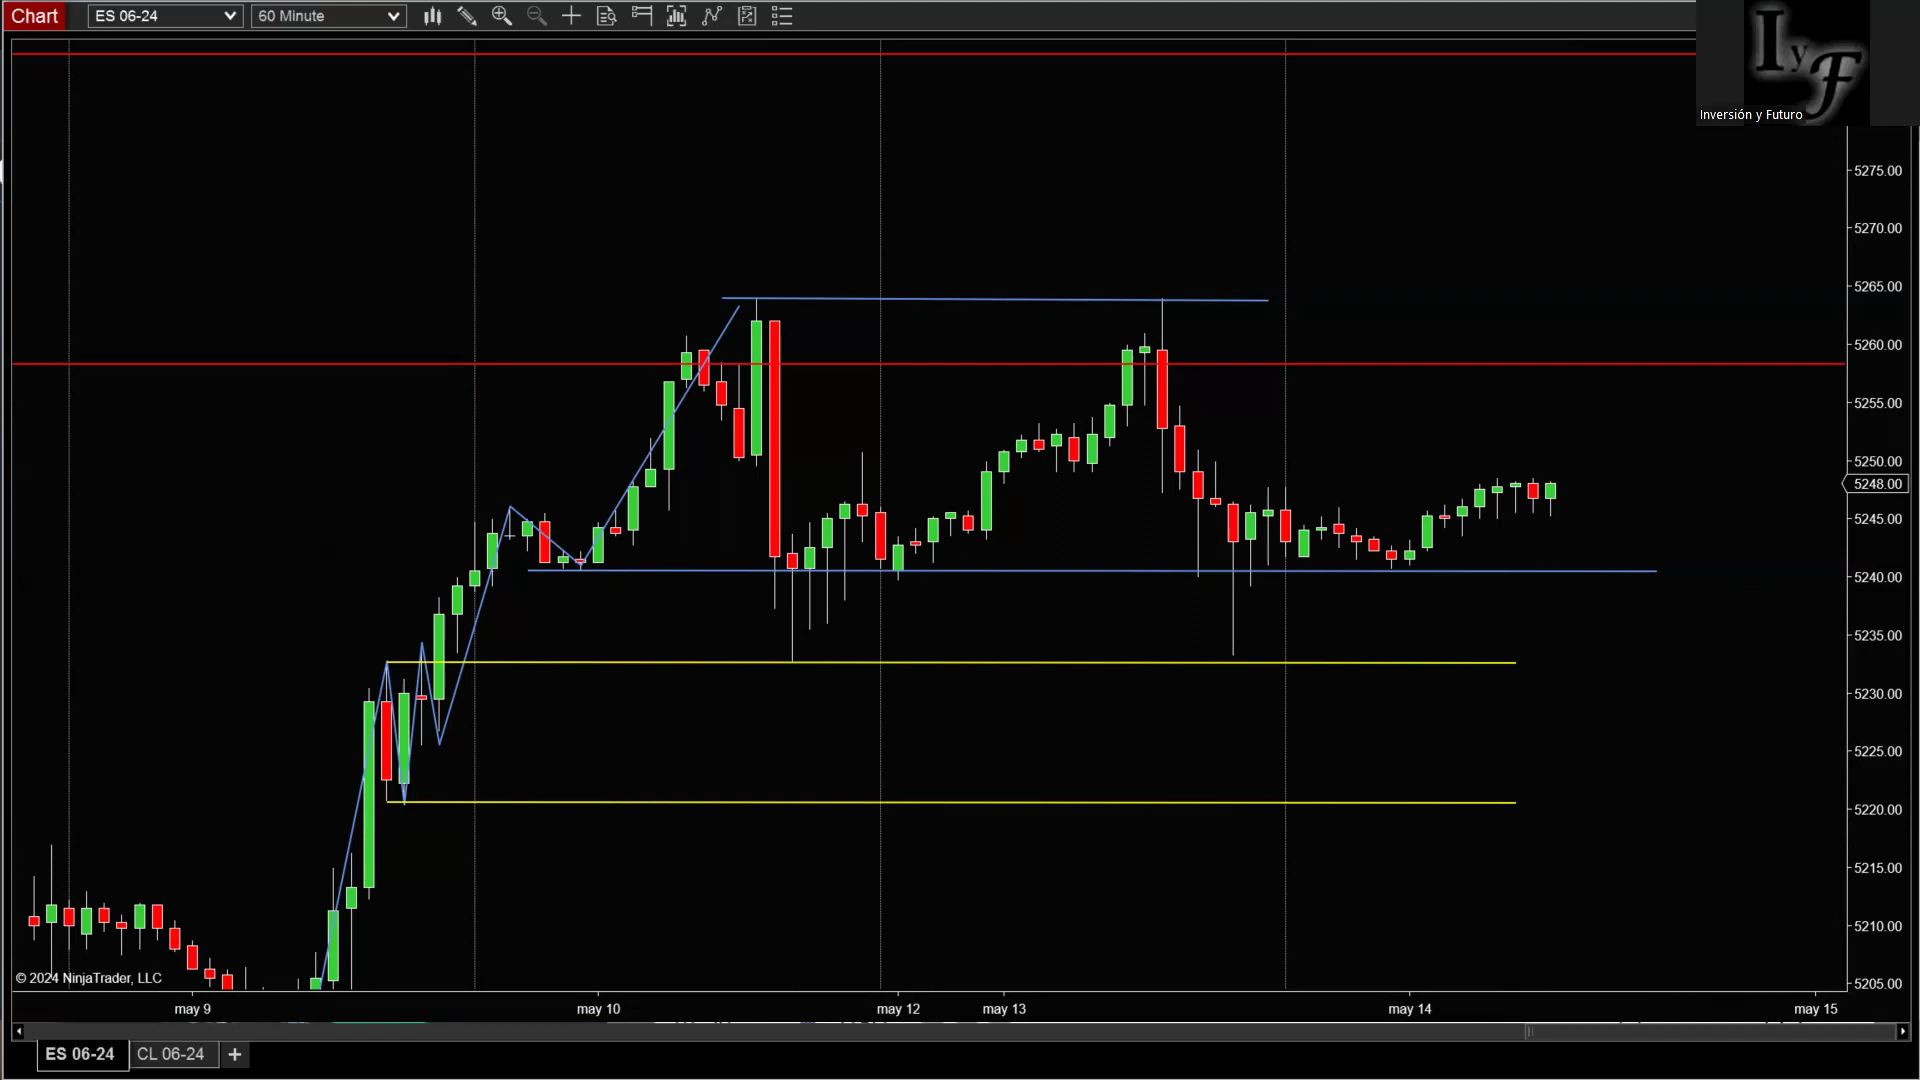 Chart ES 06-24 60 Minute
IyF
Inversión y Futuro
5275.00
5270.00
5265.00
5260.00
5255.00
5250.00
5248.00
5245.00
5240.00
5235.00
5230.00
5225.00
5220.00
5215.00
5210.00
5205.00
© 2024 NinjaTrader, LLC
may 9 may 10 may 12 may 13 may 14 may 15
ES 06-24 CL 06-24 +